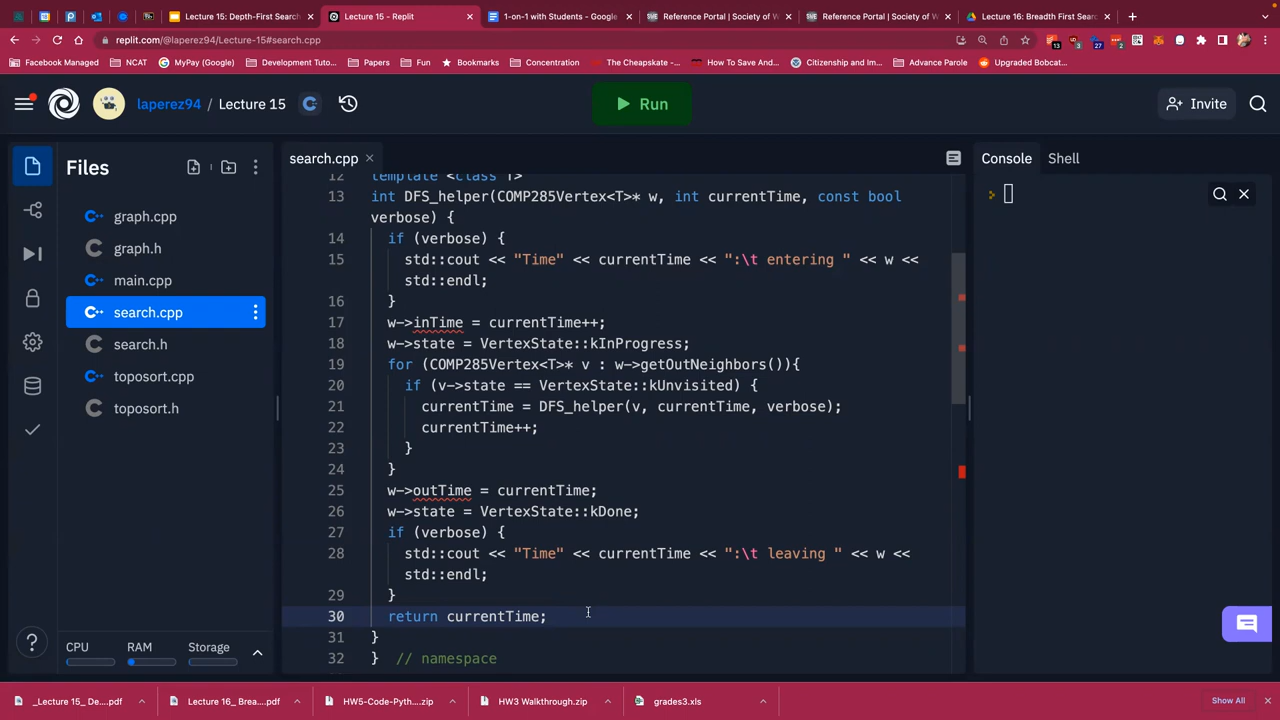 Lecture 15: Depth-First Search
Lecture 15 - Replit
1-on-1 with Students - Google
Reference Portal | Society of W
Reference Portal | Society of W
Lecture 16: Breadth First Sear
replit.com/@laperez94/Lecture-15#search.cpp
Facebook Managed
NCAT
MyPay (Google)
Development Tuto...
Papers
Fun
Bookmarks
Concentration
The Cheapskate -...
How To Save And...
Citizenship and Im...
Advance Parole
Upgraded Bobcat...
laperez94 / Lecture 15
Run
Invite
Files
graph.cpp
graph.h
main.cpp
search.cpp
search.h
toposort.cpp
toposort.h
CPU
RAM
Storage
search.cpp
12 template <class T>
13 int DFS_helper(COMP285Vertex<T>* w, int currentTime, const bool
verbose) {
14 if (verbose) {
15 std::cout << "Time" << currentTime << ":\t entering " << w <<
std::endl;
16 }
17 w->inTime = currentTime++;
18 w->state = VertexState::kInProgress;
19 for (COMP285Vertex<T>* v : w->getOutNeighbors()){
20 if (v->state == VertexState::kUnvisited) {
21 currentTime = DFS_helper(v, currentTime, verbose);
22 currentTime++;
23 }
24 }
25 w->outTime = currentTime;
26 w->state = VertexState::kDone;
27 if (verbose) {
28 std::cout << "Time" << currentTime << ":\t leaving " << w <<
std::endl;
29 }
30 return currentTime;
31 }
32 } // namespace
Console
Shell
_Lecture 15_ De....pdf
Lecture 16_ Brea....pdf
HW5-Code-Pyth....zip
HW3 Walkthrough.zip
grades3.xls
Show All